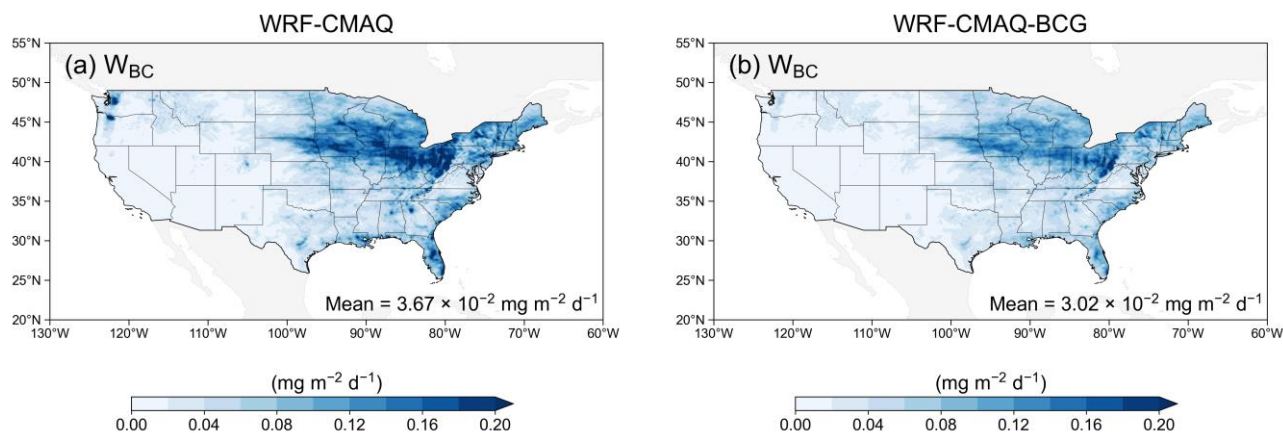 WRF-CMAQ
(a) W_BC
55°N
50°N
45°N
40°N
35°N
30°N
25°N
20°N
Mean = 3.67 × 10⁻² mg m⁻² d⁻¹
130°W 120°W 110°W 100°W 90°W 80°W 70°W 60°W
(mg m⁻² d⁻¹)
0.00 0.04 0.08 0.12 0.16 0.20
WRF-CMAQ-BCG
(b) W_BC
55°N
50°N
45°N
40°N
35°N
30°N
25°N
20°N
Mean = 3.02 × 10⁻² mg m⁻² d⁻¹
130°W 120°W 110°W 100°W 90°W 80°W 70°W 60°W
(mg m⁻² d⁻¹)
0.00 0.04 0.08 0.12 0.16 0.20